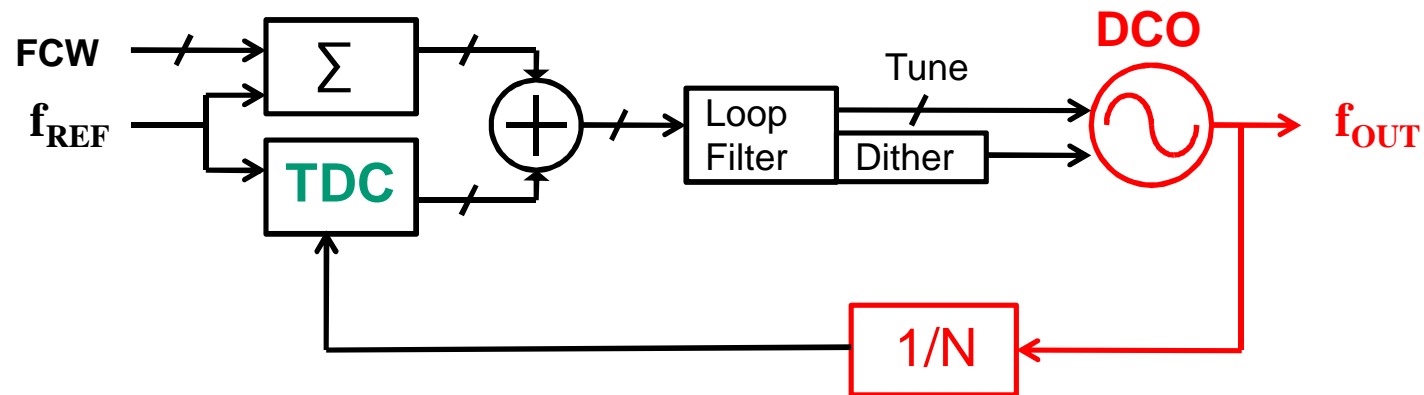 DCO
FCW
Σ
Tune
f_REF
Loop
Filter
Dither
f_OUT
TDC
1/N